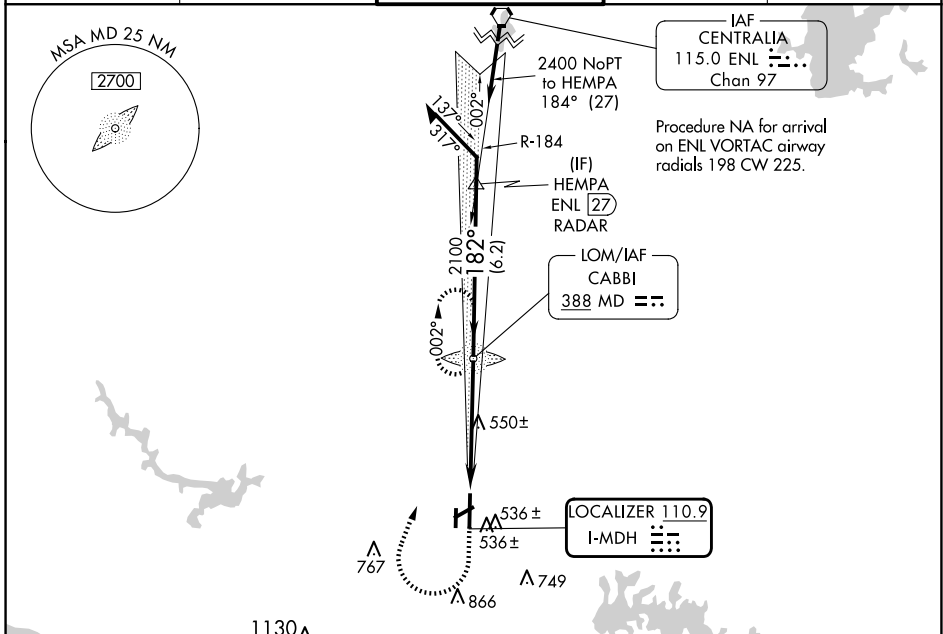 MSA MD 25 NM
2700
IAF
CENTRALIA
115.0 ENL
Chan 97
2400 NoPT
to HEMPA
184° (27)
Procedure NA for arrival
on ENL VORTAC airway
radials 198 CW 225.
002°
137°
317°
R-184
(IF)
HEMPA
ENL 27
RADAR
2100
182°
(6.2)
LOM/IAF
CABBI
388 MD
002°
550±
536±
536±
LOCALIZER 110.9
I-MDH
767
749
866
1130